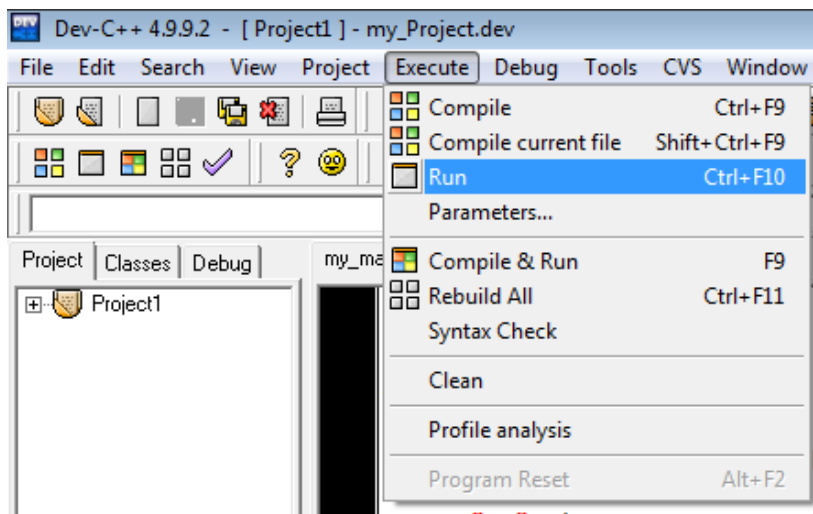 Dev-C++ 4.9.9.2 - [ Project1 ] - my_Project.dev
File Edit Search View Project Execute Debug Tools CVS Window
Compile Ctrl+F9
Compile current file Shift+Ctrl+F9
Run Ctrl+F10
Parameters...
Project Classes Debug my_ma
Compile & Run F9
Project1
Rebuild All Ctrl+F11
Syntax Check
Clean
Profile analysis
Program Reset Alt+F2